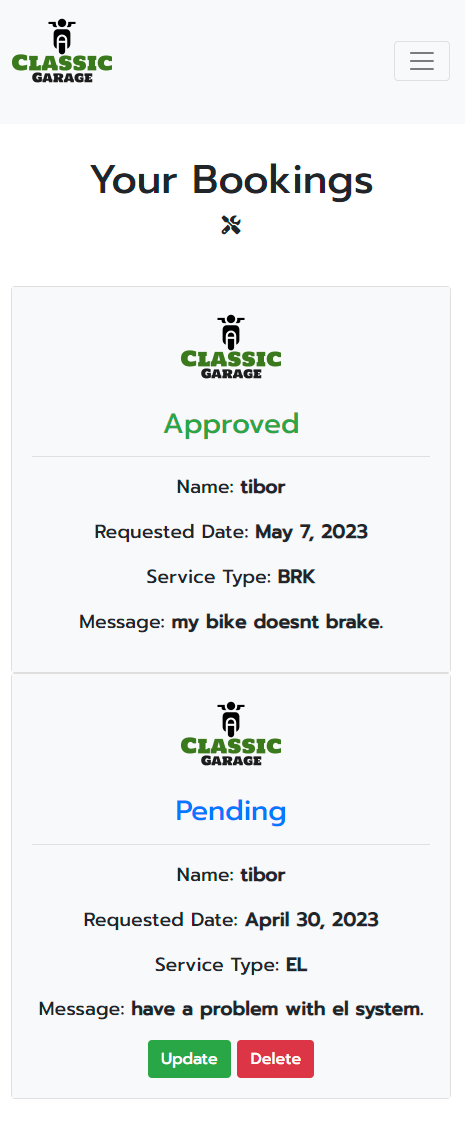 CLASSIC
GARAGE
Your Bookings
CLASSIC
GARAGE
Approved
Name: tibor
Requested Date: May 7, 2023
Service Type: BRK
Message: my bike doesnt brake.
CLASSIC
GARAGE
Pending
Name: tibor
Requested Date: April 30, 2023
Service Type: EL
Message: have a problem with el system.
Update Delete